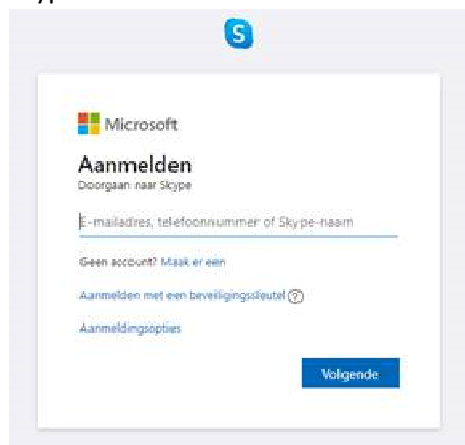 S
Microsoft
Aanmelden
Doorgaan naar Skype
E-mailadres, telefoonnummer of Skype-naam
Geen account? Maak er een
Aanmelden met een beveiligingssleutel ?
Aanmeldingsopties
Volgende